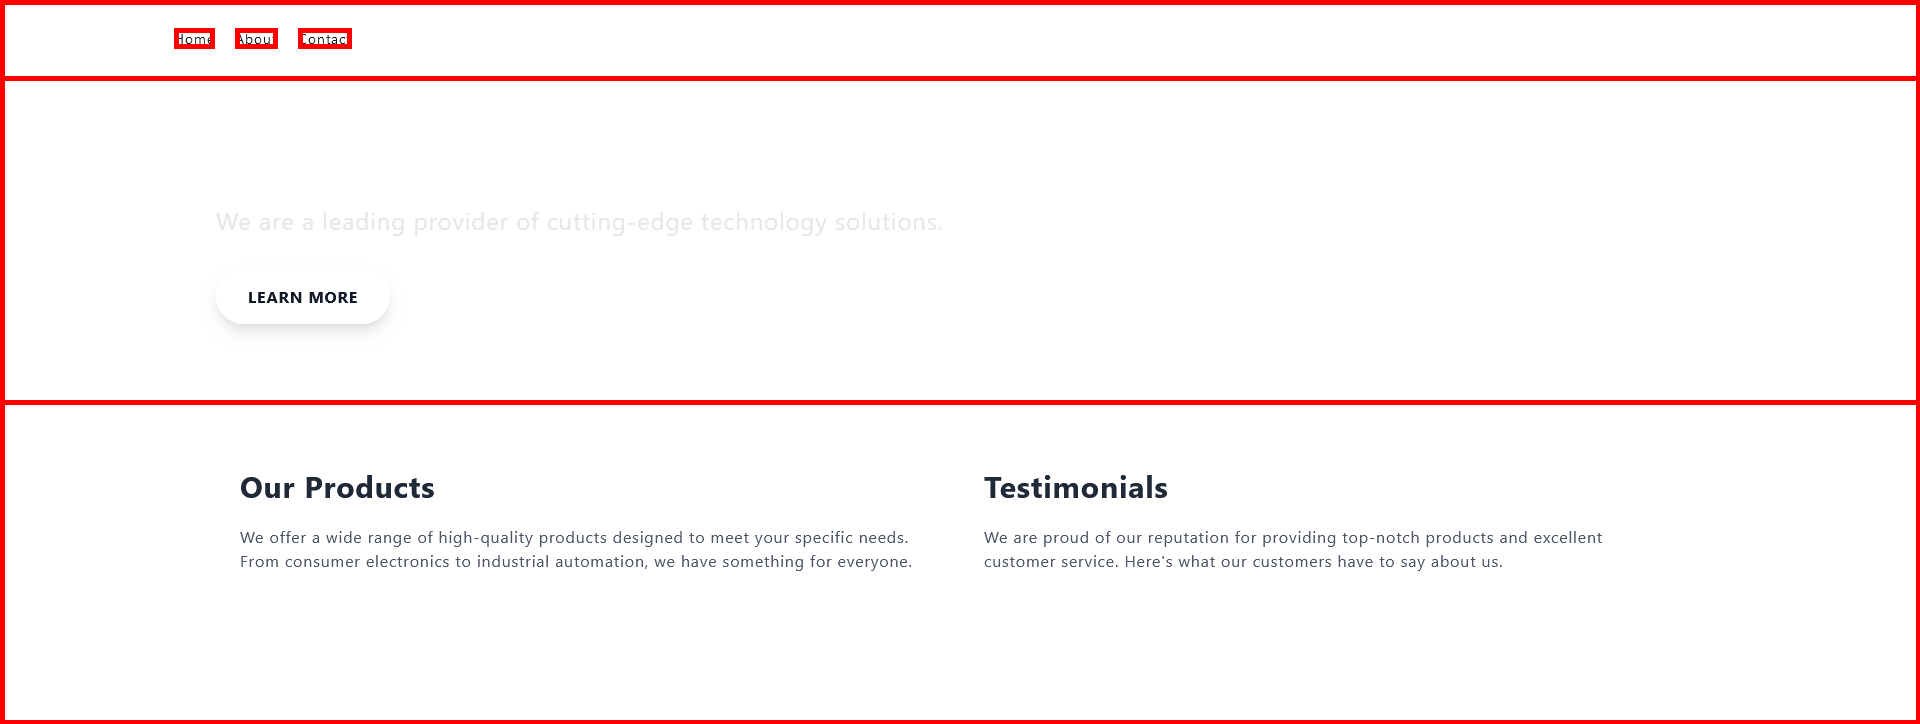 Home About Contact
We are a leading provider of cutting-edge technology solutions.
LEARN MORE
Our Products
We offer a wide range of high-quality products designed to meet your specific needs.
From consumer electronics to industrial automation, we have something for everyone.
Testimonials
We are proud of our reputation for providing top-notch products and excellent
customer service. Here's what our customers have to say about us.